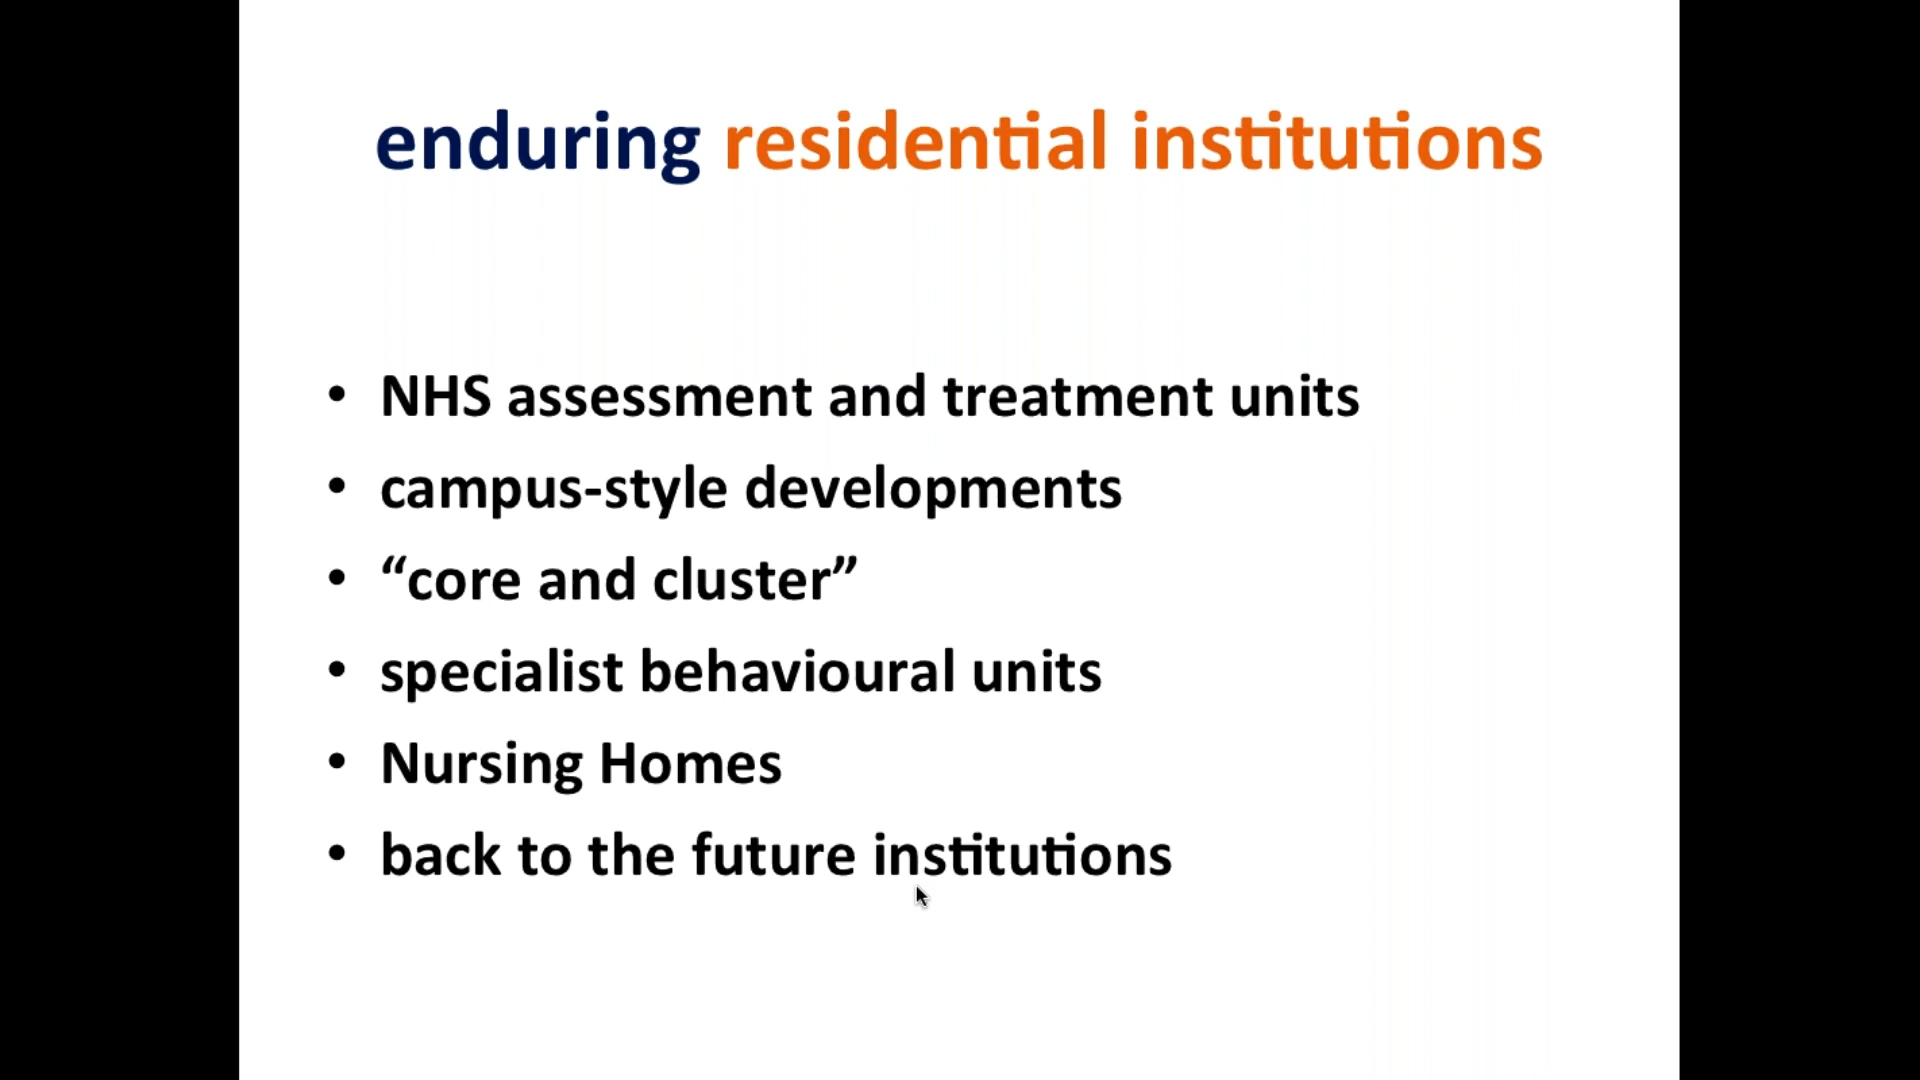 enduring residential institutions
• NHS assessment and treatment units
• campus-style developments
• “core and cluster”
• specialist behavioural units
• Nursing Homes
• back to the future institutions